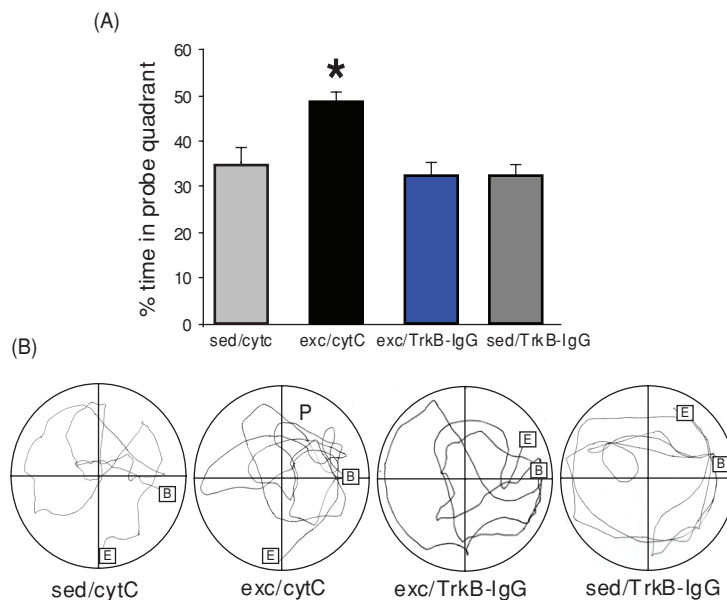 (A)
% time in probe quadrant
60
50
40
30
20
10
0
*
sed/cytc exc/cytC exc/TrkB-IgG sed/TrkB-IgG
(B)
P
E
E
B
B
B
B
E
E
sed/cytC exc/cytC exc/TrkB-IgG sed/TrkB-IgG